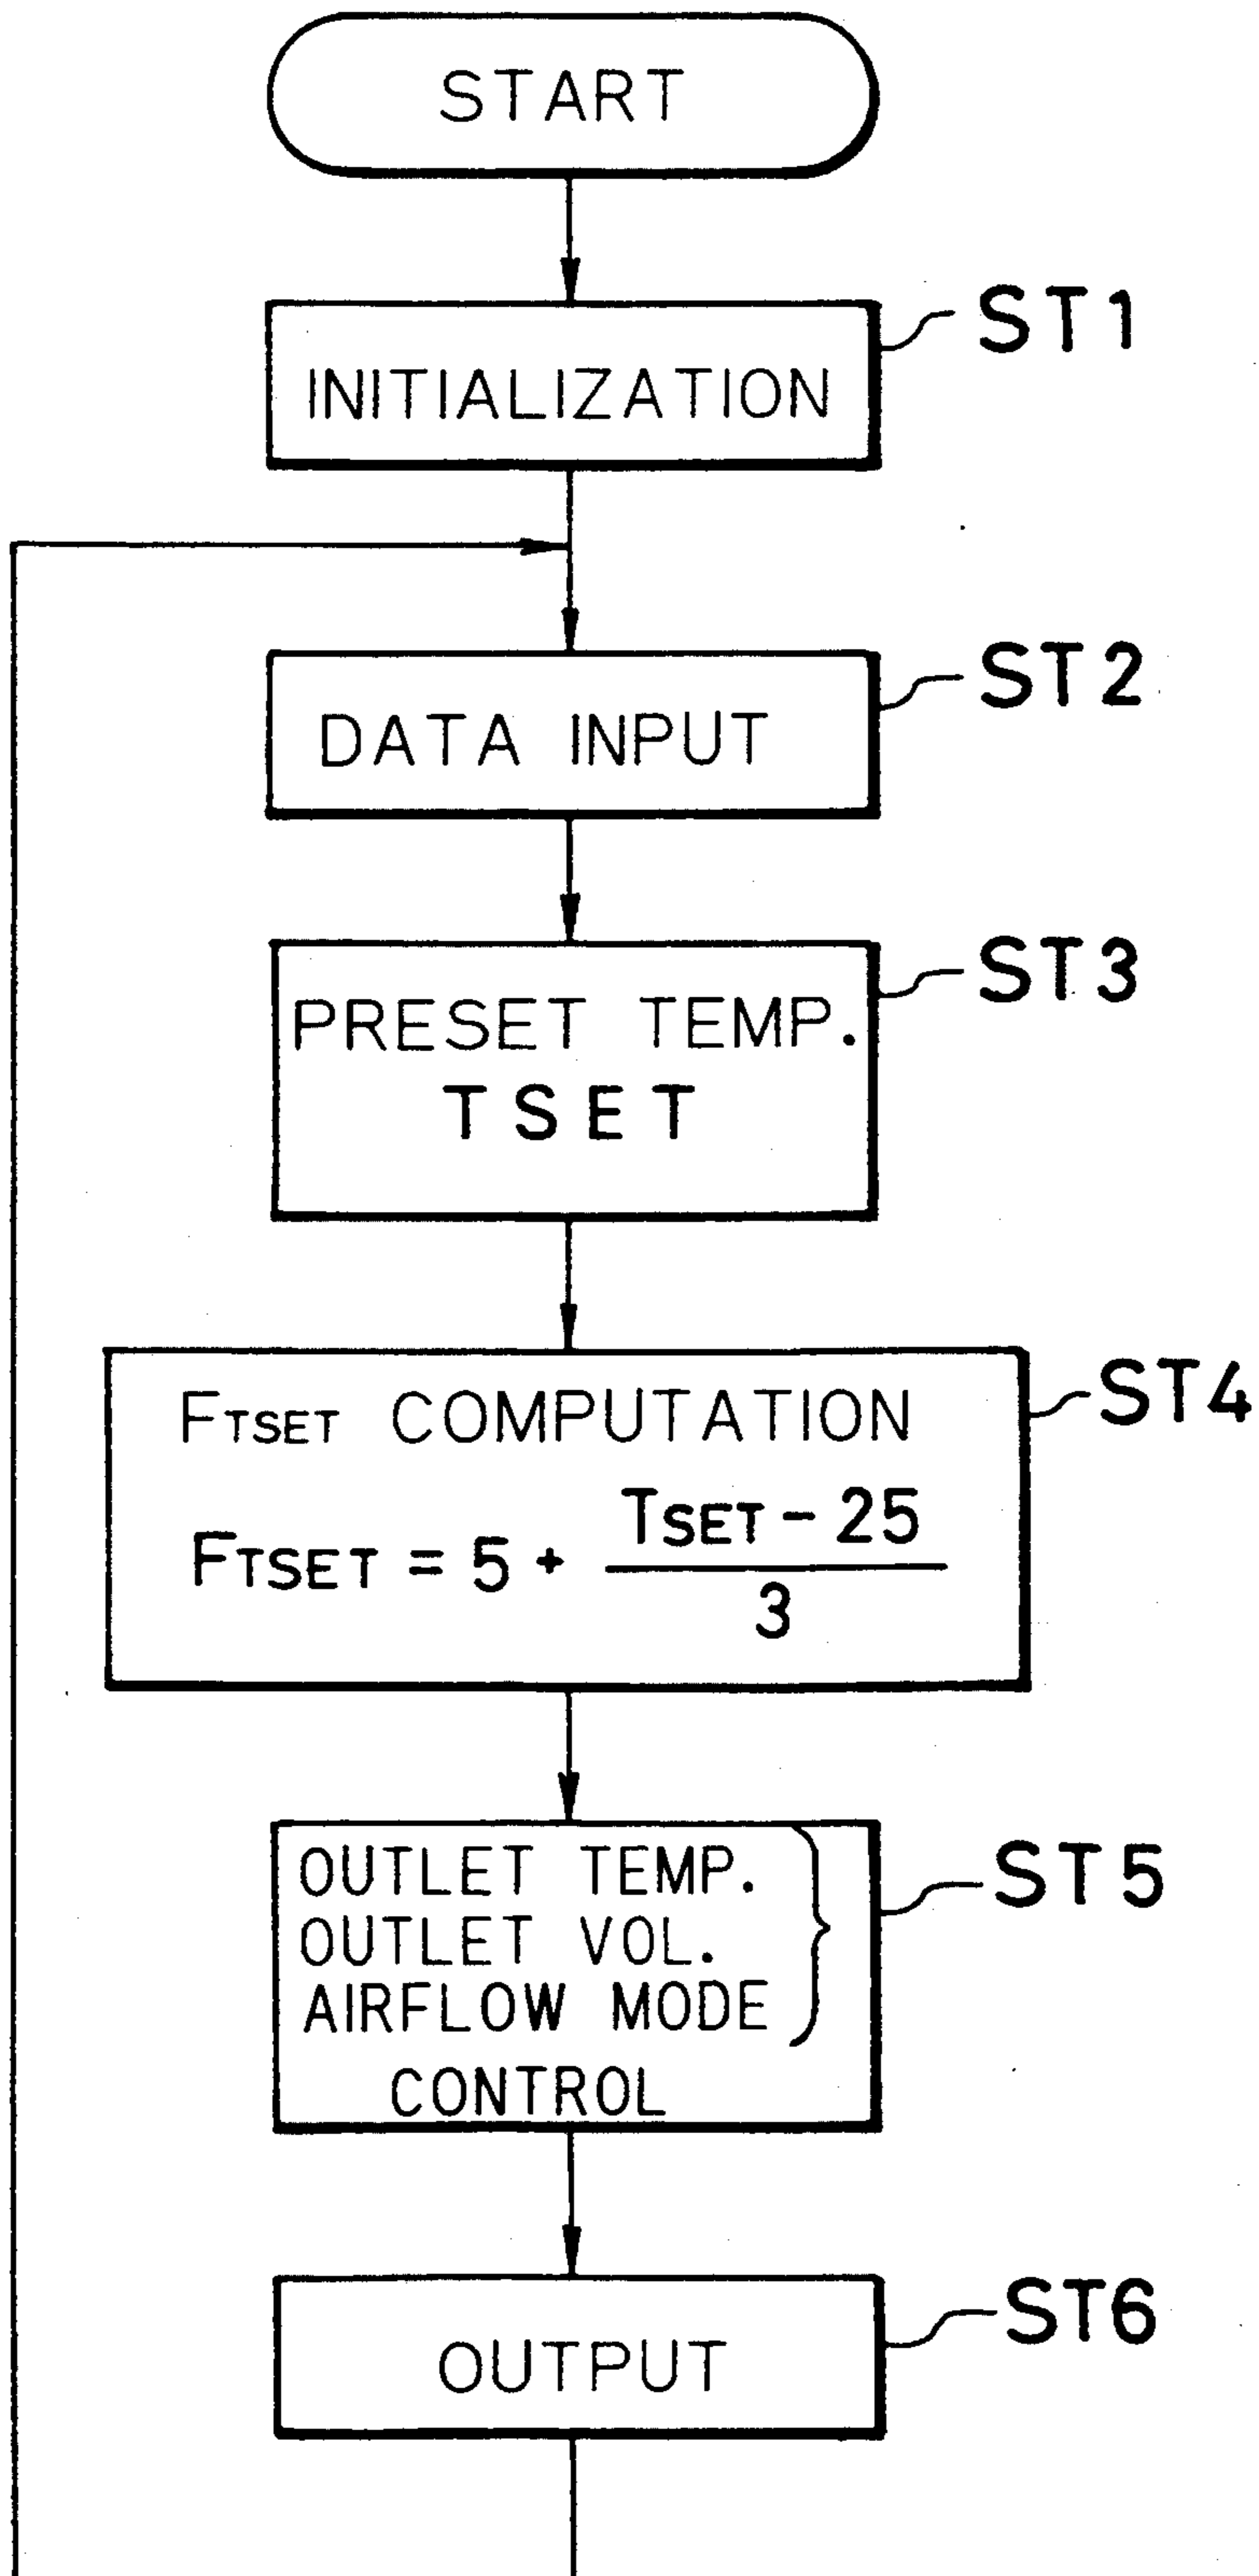 START
INITIALIZATION
ST1
DATA INPUT
ST2
PRESET TEMP.
TSET
ST3
FTSET COMPUTATION
FTSET = 5 + TSET - 25
3
ST4
OUTLET TEMP.
OUTLET VOL.
AIRFLOW MODE
CONTROL
ST5
OUTPUT
ST6